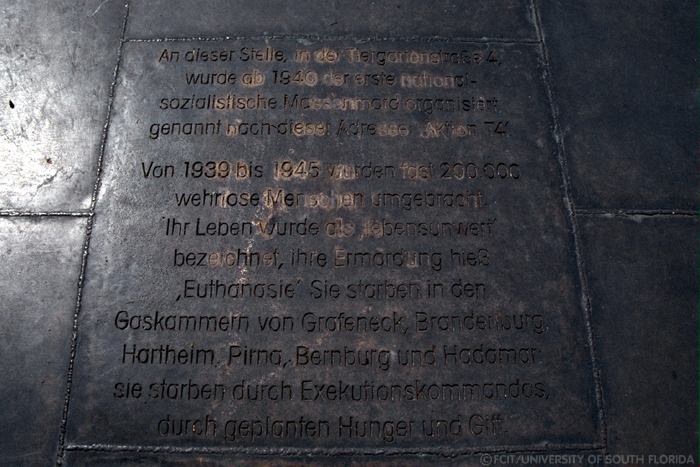 An dieser Stelle, in der Tiergartenstraße 4,
wurde ab 1940 der erste national-
sozialistische Massenmord organisiert,
genannt nach dieser Adresse ‚Aktion T4‘.
Von 1939 bis 1945 wurden fast 200 000
wehrlose Menschen umgebracht.
Ihr Leben wurde als ‚lebensunwert‘
bezeichnet, ihre Ermordung hieß
‚Euthanasie‘. Sie starben in den
Gaskammern von Grafeneck, Brandenburg,
Hartheim, Pirna, Bernburg und Hadamar;
sie starben durch Exekutionskommandos,
durch geplanten Hunger und Gift.
©FCIT/UNIVERSITY OF SOUTH FLORIDA